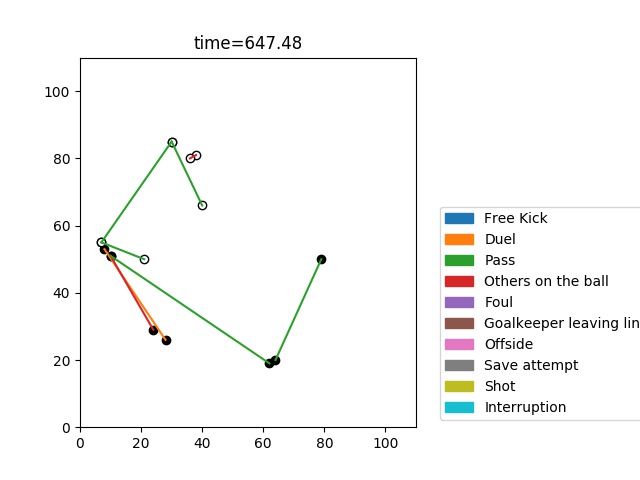 time=647.48
100
80
60
40
20
0
0 20 40 60 80 100
Free Kick
Duel
Pass
Others on the ball
Foul
Goalkeeper leaving lin
Offside
Save attempt
Shot
Interruption